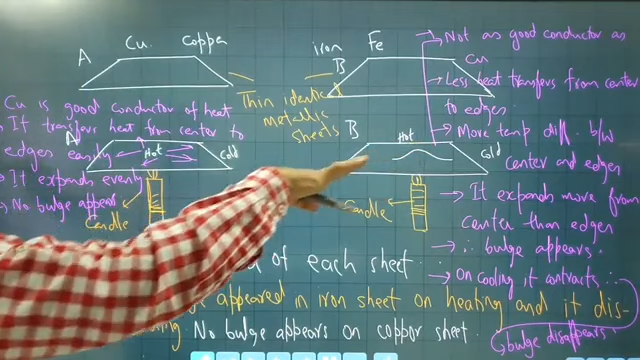 A Cu. Copper
Cu is good conductor of heat
It transfers heat from center to
edges easily
It expands evenly
No bulge appear
A
Hot
Cold
Candle
Thin identical
metallic
sheets
iron Fe
B
B
Hot
Cold
Candle
Not as good conductor as
Cu
Less heat transfers from center
to edges
More temp diff. b/w
center and edges
It expands more from
center than edges
∴ bulge appears.
On cooling it contracts ∴
bulge disappears
of each sheet.
appeared in iron sheet on heating and it dis-
No bulge appears on copper sheet.